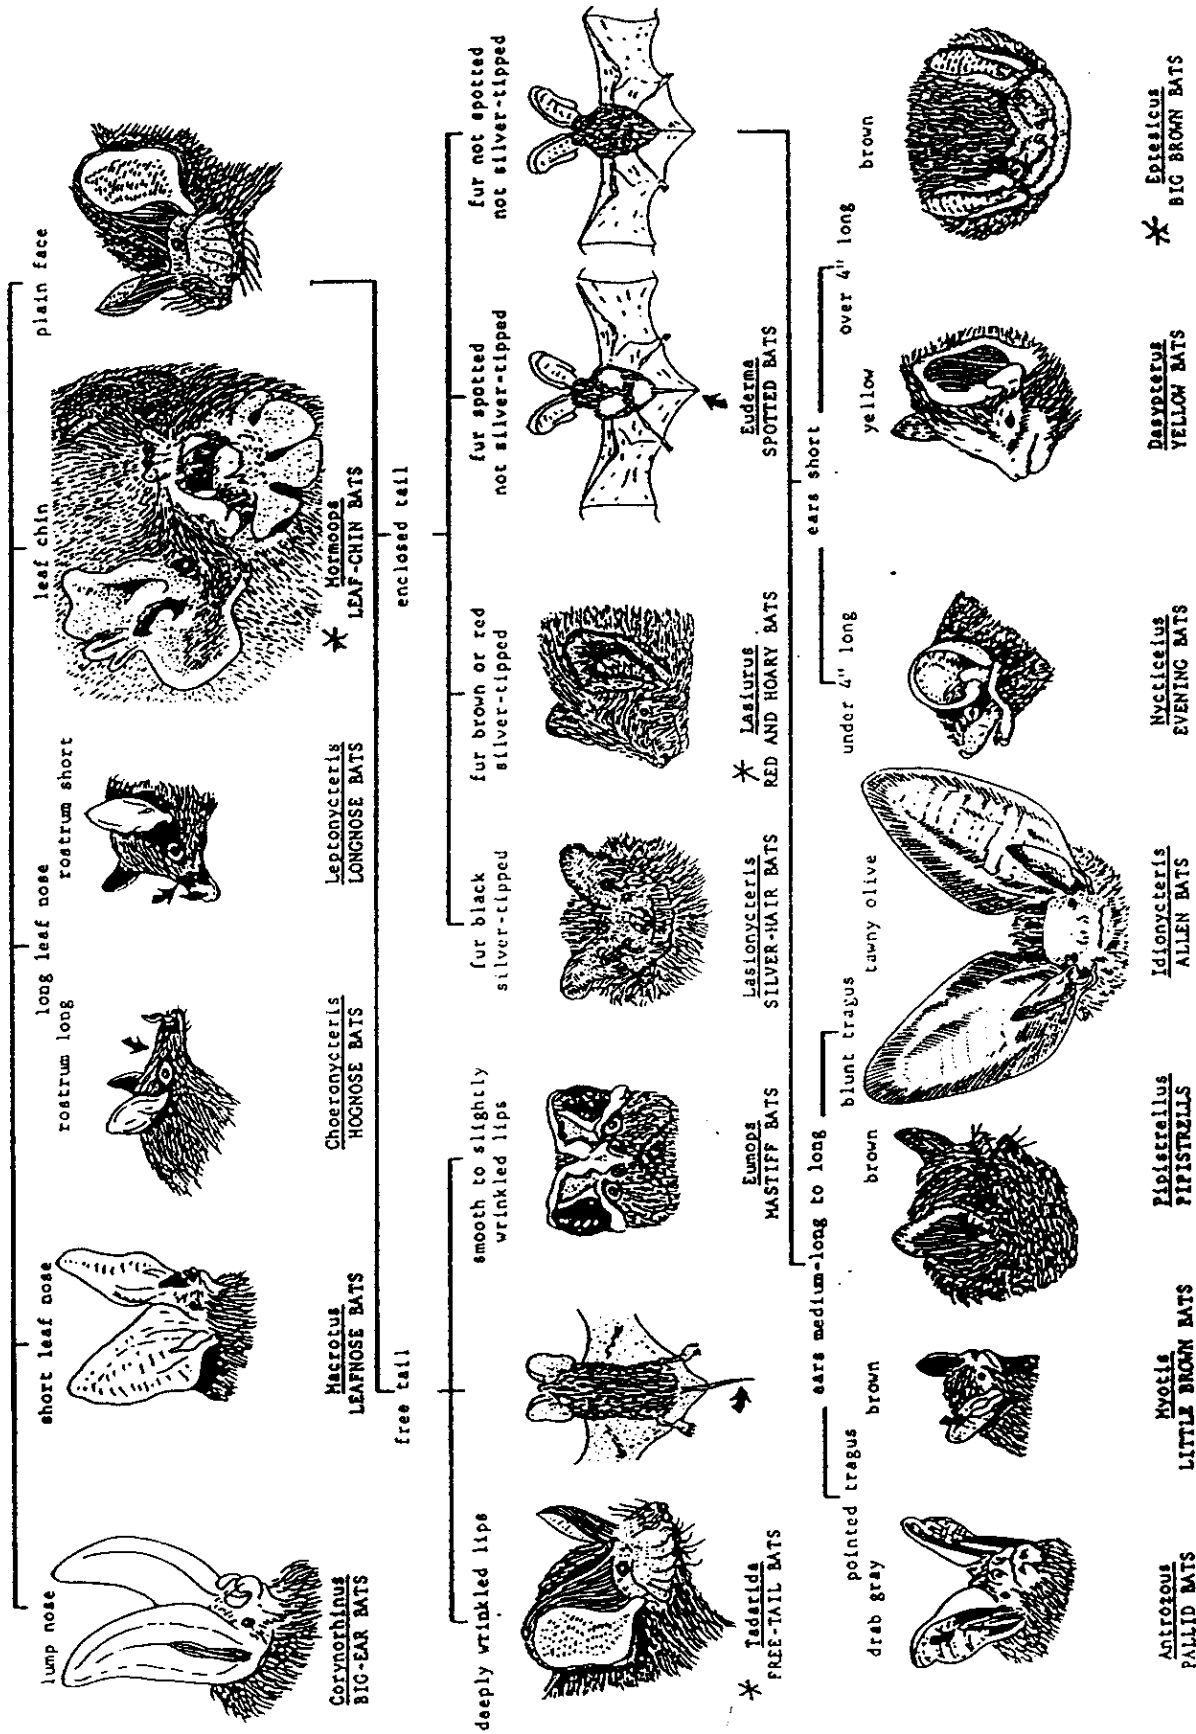 lump nose
short leaf nose
long leaf nose
leaf chin
plain face
rostrum long
rostrum short
Corynorhinus
BIG-EAR BATS
Macrotus
LEAFNOSE BATS
Choeronycteris
HOGNOSE BATS
Leptonycteris
LONGNOSE BATS
* Mormoops
LEAF-CHIN BATS
free tail
enclosed tail
deeply wrinkled lips
smooth to slightly
wrinkled lips
fur black
silver-tipped
fur brown or red
silver-tipped
fur spotted
not silver-tipped
fur not spotted
not silver-tipped
* Tadarida
FREE-TAIL BATS
Eumops
MASTIFF BATS
Lasionycteris
SILVER-HAIR BATS
* Lasiurus
RED AND HOARY BATS
Euderma
SPOTTED BATS
ears medium-long to long
ears short
pointed tragus
blunt tragus
under 4" long
over 4" long
drab gray
brown
brown
tawny olive
yellow
brown
Antrozous
PALLID BATS
Myotis
LITTLE BROWN BATS
Pipistrellus
PIPISTRELLS
Idionycteris
ALLEN BATS
Nycticeius
EVENING BATS
Dasypterus
YELLOW BATS
* Eptesicus
BIG BROWN BATS